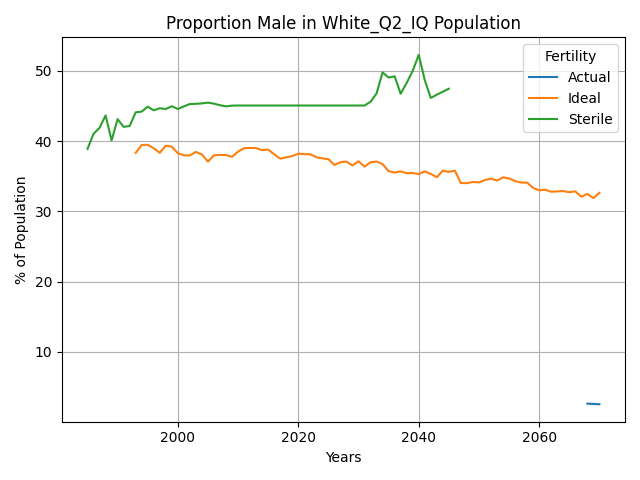 Proportion Male in White_Q2_IQ Population
Fertility
Actual
Ideal
Sterile
% of Population
50
40
30
20
10
2000 2020 2040 2060
Years